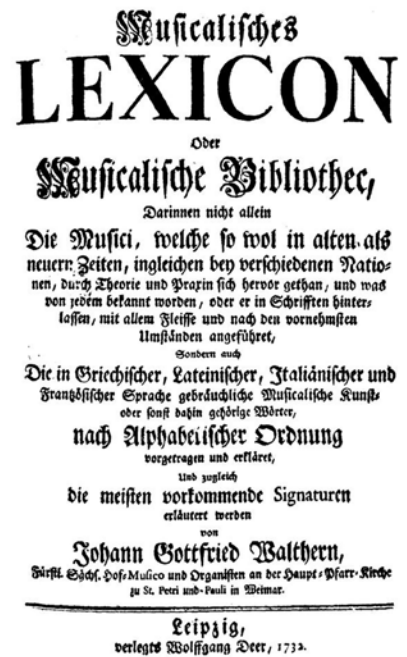 Musicalisches
LEXICON
Oder
Musicalische Bibliothec,
Darinnen nicht allein
Die Musici, welche so wol in alten als
neuern Zeiten, ingleichen bey verschiedenen Natio-
nen, durch Theorie und Praxin sich hervor gethan, und was
von jedem bekannt worden, oder er in Schrifften hinter-
lassen, mit allem Fleisse und nach den vornehmsten
Umständen angeführet,
Sondern auch
Die in Griechischer, Lateinischer, Italiänischer und
Frantzösischer Sprache gebräuchliche Musicalische Kunst-
oder sonst dahin gehörige Wörter,
nach Alphabetischer Ordnung
vorgetragen und erkläret,
Und zugleich
die meisten vorkommende Signaturen
erläutert werden
von
Johann Gottfried Walthern,
Fürstl. Sächs. Hof-Musico und Organisten an der Haupt-Pfarr-Kirche
zu St. Petri und Pauli in Weimar.
Leipzig,
verlegts Wolffgang Deer, 1732.